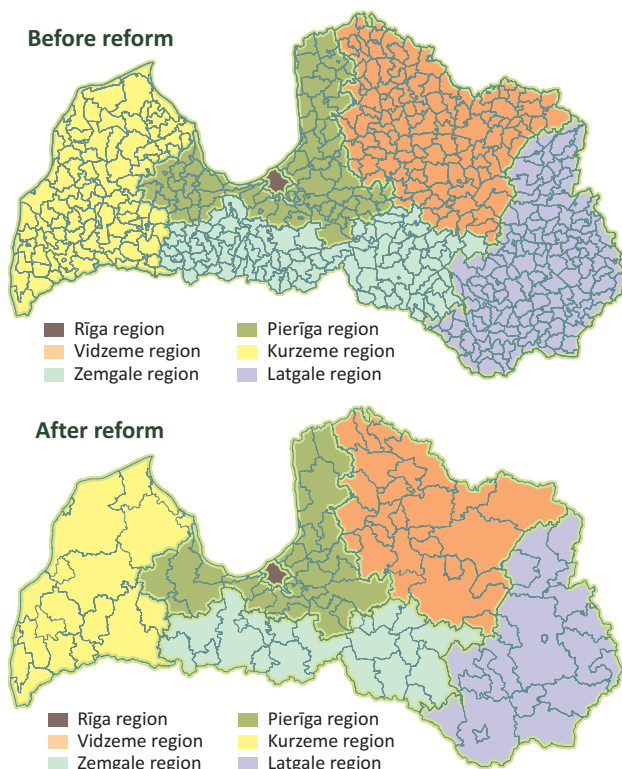 Before reform
Rīga region
Pierīga region
Vidzeme region
Kurzeme region
Zemgale region
Latgale region
After reform
Rīga region
Pierīga region
Vidzeme region
Kurzeme region
Zemgale region
Latgale region